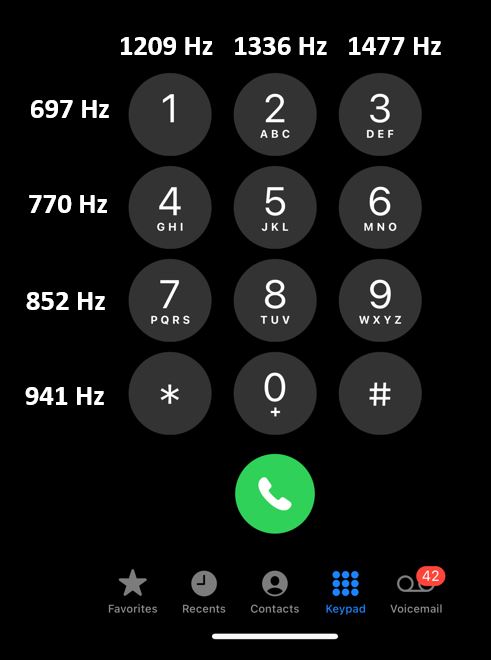 1209 Hz 1336 Hz 1477 Hz
697 Hz 1 2 3
ABC DEF
770 Hz 4 5 6
GHI JKL MNO
852 Hz 7 8 9
PQRS TUV WXYZ
941 Hz * 0 #
+
42
Favorites Recents Contacts Keypad Voicemail